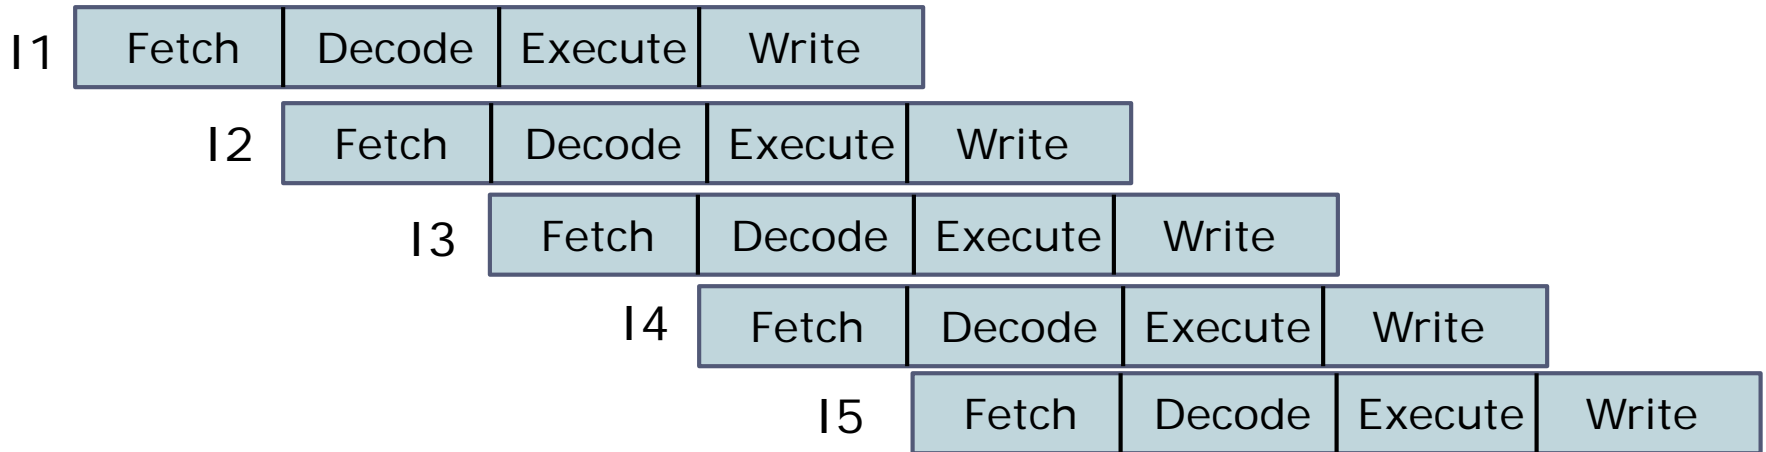 I1 Fetch Decode Execute Write
I2 Fetch Decode Execute Write
I3 Fetch Decode Execute Write
I4 Fetch Decode Execute Write
I5 Fetch Decode Execute Write